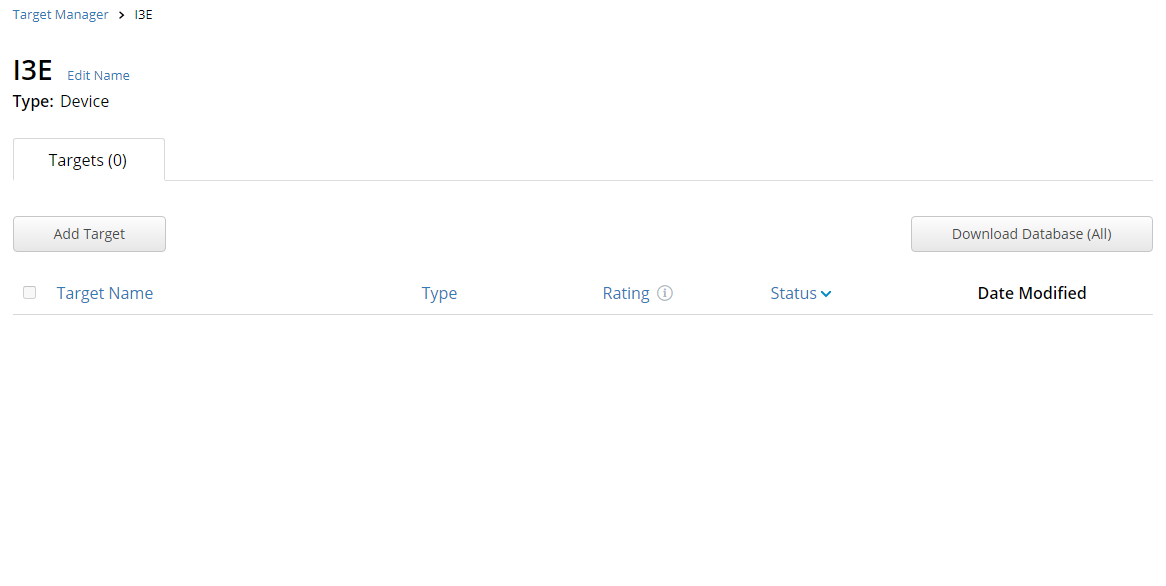 Target Manager > I3E
I3E Edit Name
Type: Device
Targets (0)
Add Target Download Database (All)
Target Name Type Rating Status Date Modified